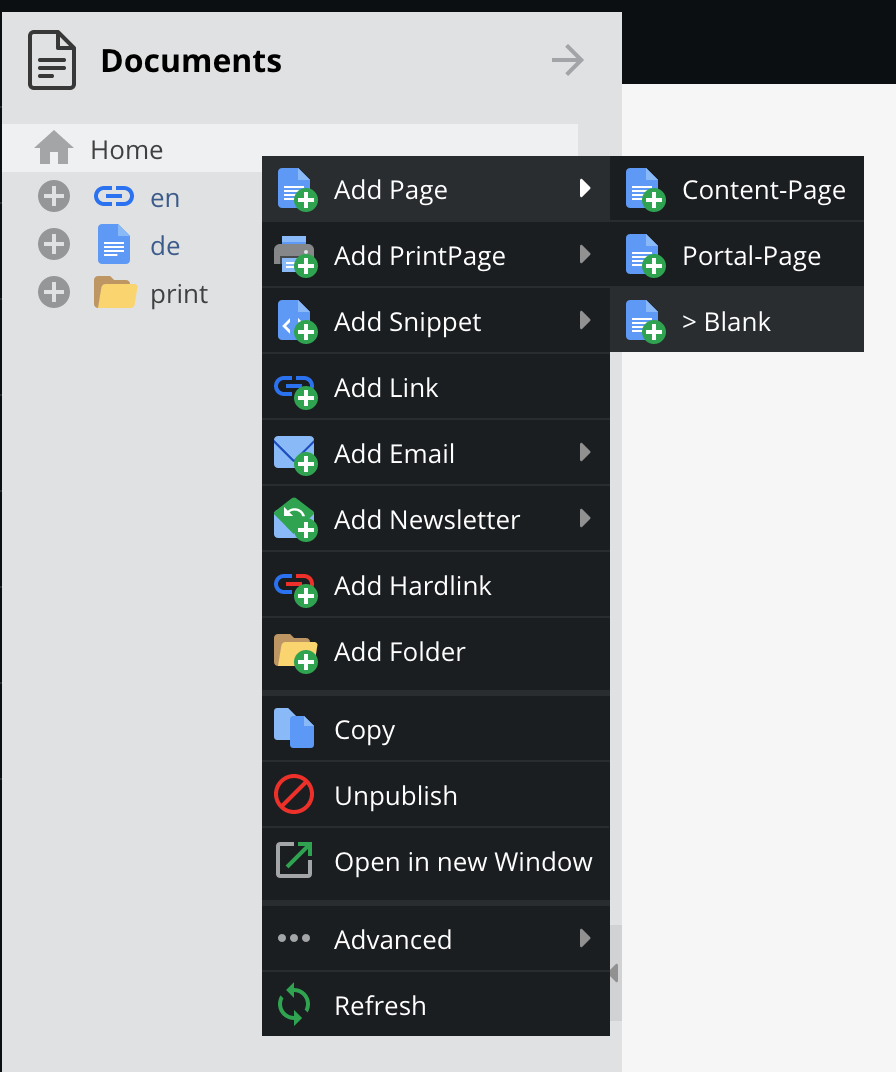 Documents
Home
en
de
print
Add Page
Add PrintPage
Add Snippet
Add Link
Add Email
Add Newsletter
Add Hardlink
Add Folder
Copy
Unpublish
Open in new Window
Advanced
Refresh
Content-Page
Portal-Page
> Blank